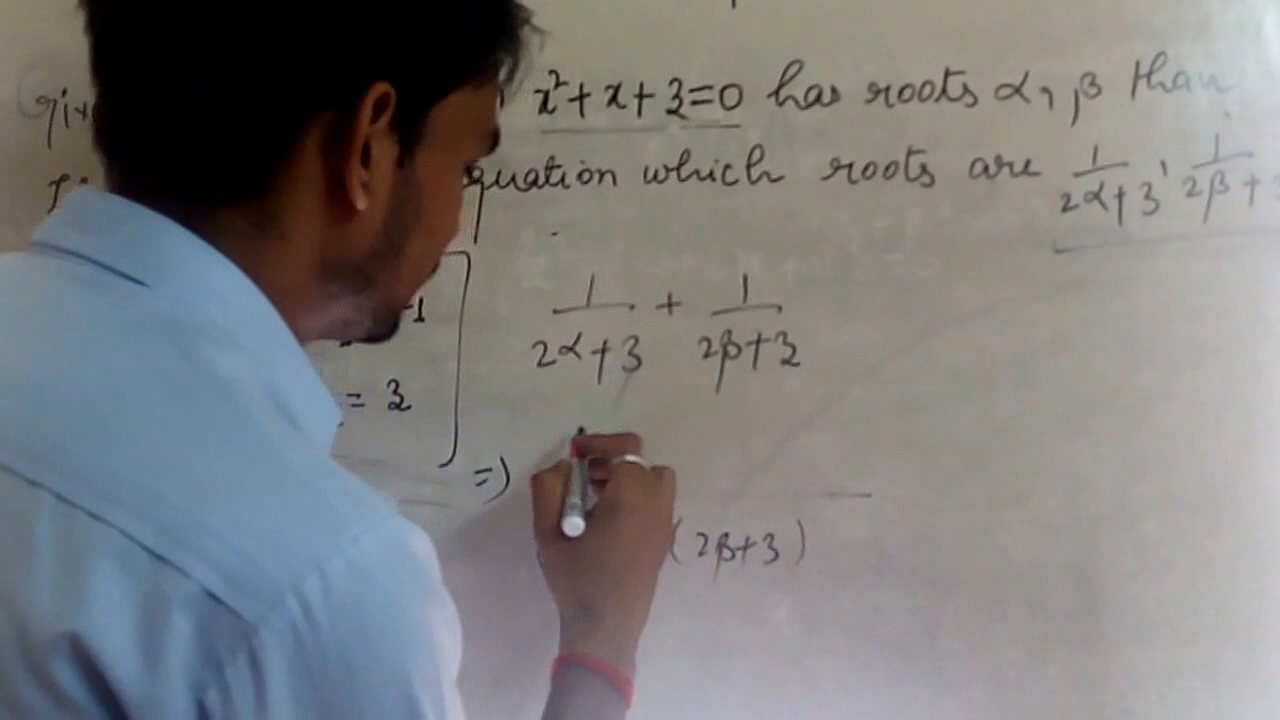 x²+x+3=0 has roots α, β than
quation which roots are 1/(2α+3), 1/(2β+
1/(2α+3) + 1/(2β+3)
-1
= 3
=)
(2β+3)